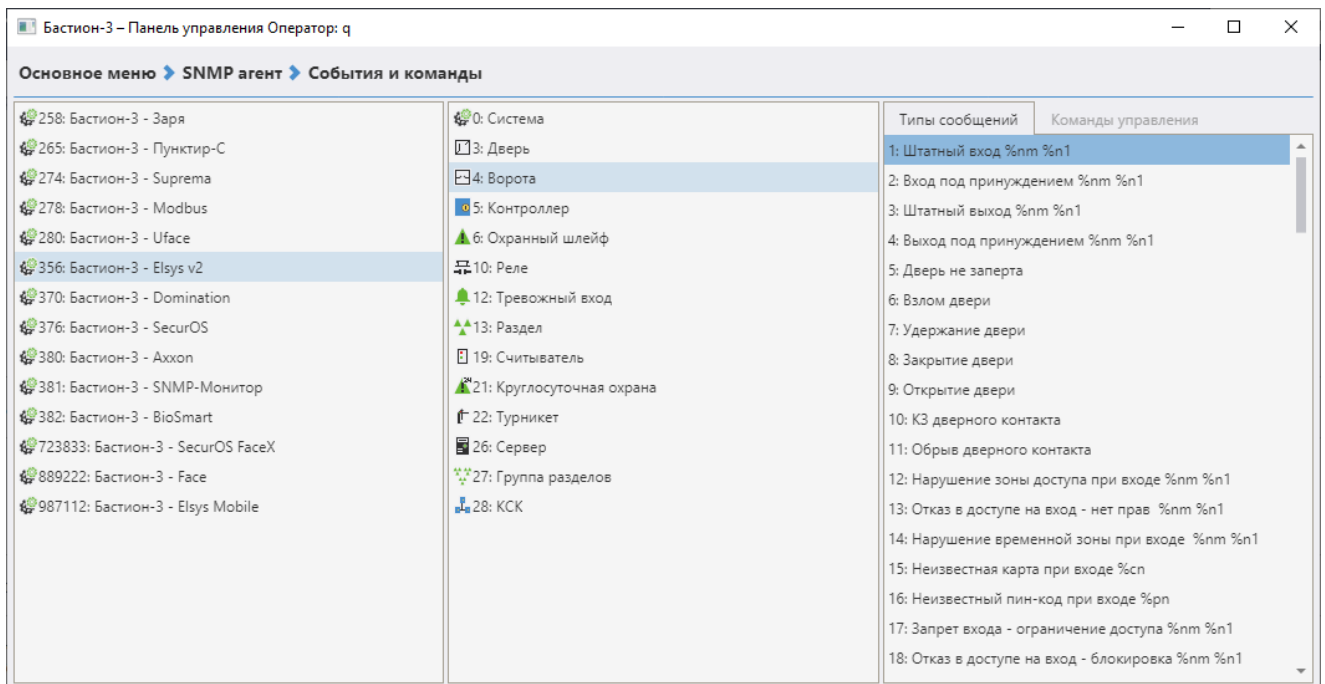 Бастион-3 – Панель управления Оператор: q
Основное меню SNMP агент События и команды
258: Бастион-3 - Заря
265: Бастион-3 - Пунктир-С
274: Бастион-3 - Suprema
278: Бастион-3 - Modbus
280: Бастион-3 - Uface
356: Бастион-3 - Elsys v2
370: Бастион-3 - Domination
376: Бастион-3 - SecurOS
380: Бастион-3 - Axxon
381: Бастион-3 - SNMP-Монитор
382: Бастион-3 - BioSmart
723833: Бастион-3 - SecurOS FaceX
889222: Бастион-3 - Face
987112: Бастион-3 - Elsys Mobile
0: Система
3: Дверь
4: Ворота
5: Контроллер
6: Охранный шлейф
10: Реле
12: Тревожный вход
13: Раздел
19: Считыватель
21: Круглосуточная охрана
22: Турникет
26: Сервер
27: Группа разделов
28: КСК
Типы сообщений Команды управления
1: Штатный вход %nm %n1
2: Вход под принуждением %nm %n1
3: Штатный выход %nm %n1
4: Выход под принуждением %nm %n1
5: Дверь не заперта
6: Взлом двери
7: Удержание двери
8: Закрытие двери
9: Открытие двери
10: КЗ дверного контакта
11: Обрыв дверного контакта
12: Нарушение зоны доступа при входе %nm %n1
13: Отказ в доступе на вход - нет прав %nm %n1
14: Нарушение временной зоны при входе %nm %n1
15: Неизвестная карта при входе %cn
16: Неизвестный пин-код при входе %pn
17: Запрет входа - ограничение доступа %nm %n1
18: Отказ в доступе на вход - блокировка %nm %n1